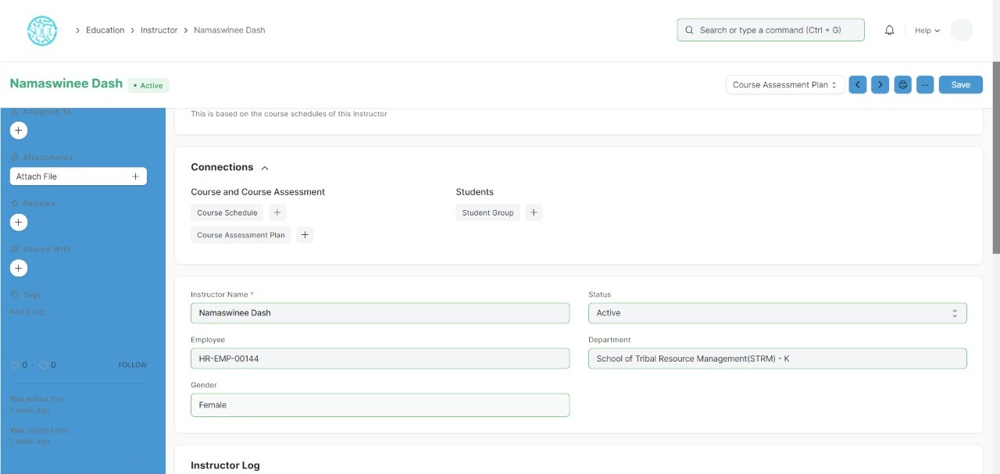 Education
Instructor
Namaswinee Dash
Search or type a command (Ctrl + G)
Help
Namaswinee Dash
Active
Course Assessment Plan
Save
Assigned To
Attachments
Attach File
Reviews
Shared With
Tags
Add a tag ...
0 · 0 FOLLOW
You edited this
1 week ago
You created this
1 week ago
This is based on the course schedules of this Instructor
Connections
Course and Course Assessment
Course Schedule
Course Assessment Plan
Students
Student Group
Instructor Name *
Namaswinee Dash
Status
Active
Employee
HR-EMP-00144
Department
School of Tribal Resource Management(STRM) - K
Gender
Female
Instructor Log